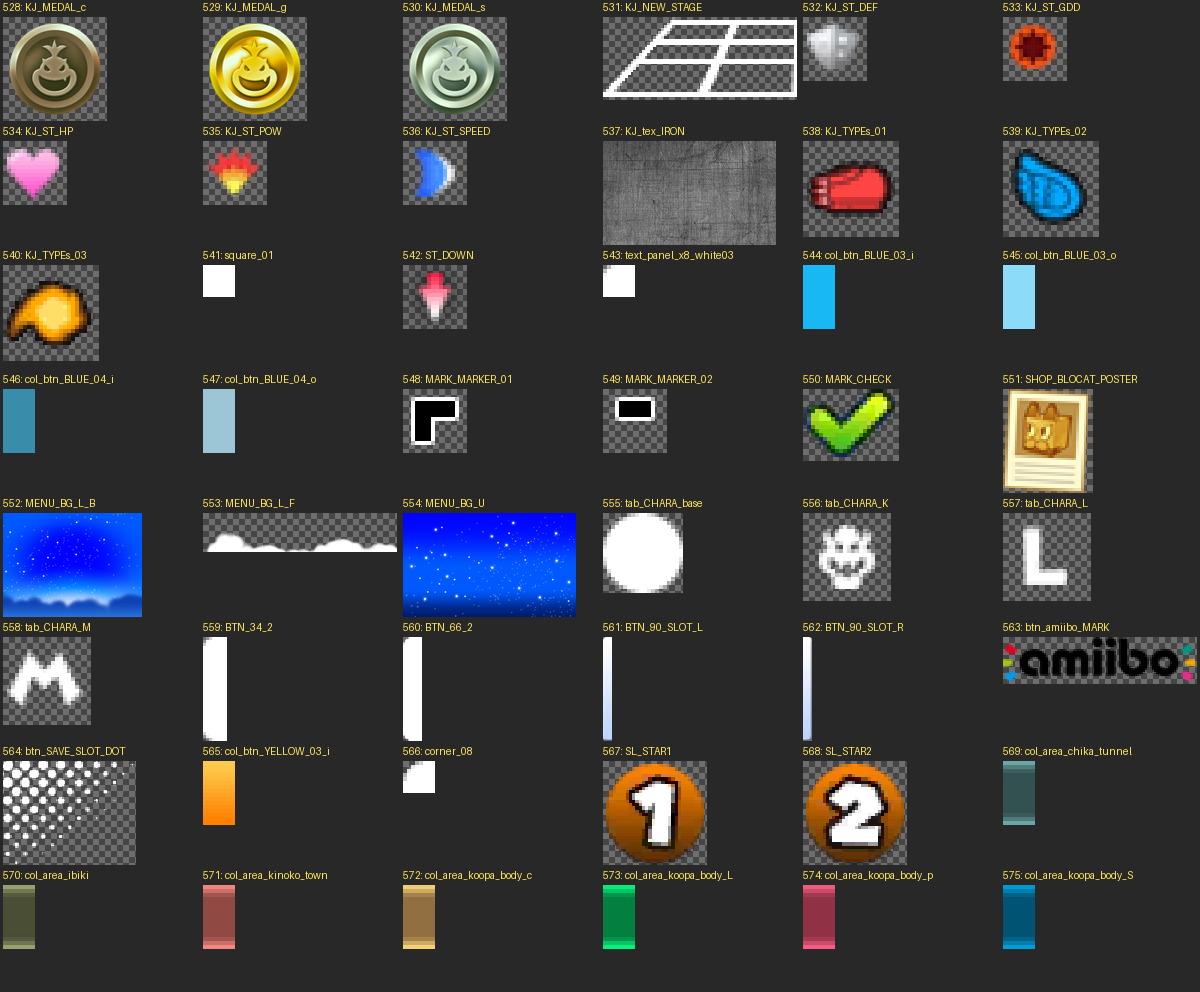 528: KJ_MEDAL_c 529: KJ_MEDAL_g 530: KJ_MEDAL_s 531: KJ_NEW_STAGE 532: KJ_ST_DEF 533: KJ_ST_GDD
534: KJ_ST_HP 535: KJ_ST_POW 536: KJ_ST_SPEED 537: KJ_tex_IRON 538: KJ_TYPEs_01 539: KJ_TYPEs_02
540: KJ_TYPEs_03 541: square_01 542: ST_DOWN 543: text_panel_x8_white03 544: col_btn_BLUE_03_i 545: col_btn_BLUE_03_o
546: col_btn_BLUE_04_i 547: col_btn_BLUE_04_o 548: MARK_MARKER_01 549: MARK_MARKER_02 550: MARK_CHECK 551: SHOP_BLOCAT_POSTER
552: MENU_BG_L_B 553: MENU_BG_L_F 554: MENU_BG_U 555: tab_CHARA_base 556: tab_CHARA_K 557: tab_CHARA_L
L
558: tab_CHARA_M 559: BTN_34_2 560: BTN_66_2 561: BTN_90_SLOT_L 562: BTN_90_SLOT_R 563: btn_amiibo_MARK
M amiibo
564: btn_SAVE_SLOT_DOT 565: col_btn_YELLOW_03_i 566: corner_08 567: SL_STAR1 568: SL_STAR2 569: col_area_chika_tunnel
1 2
570: col_area_ibiki 571: col_area_kinoko_town 572: col_area_koopa_body_c 573: col_area_koopa_body_L 574: col_area_koopa_body_p 575: col_area_koopa_body_S